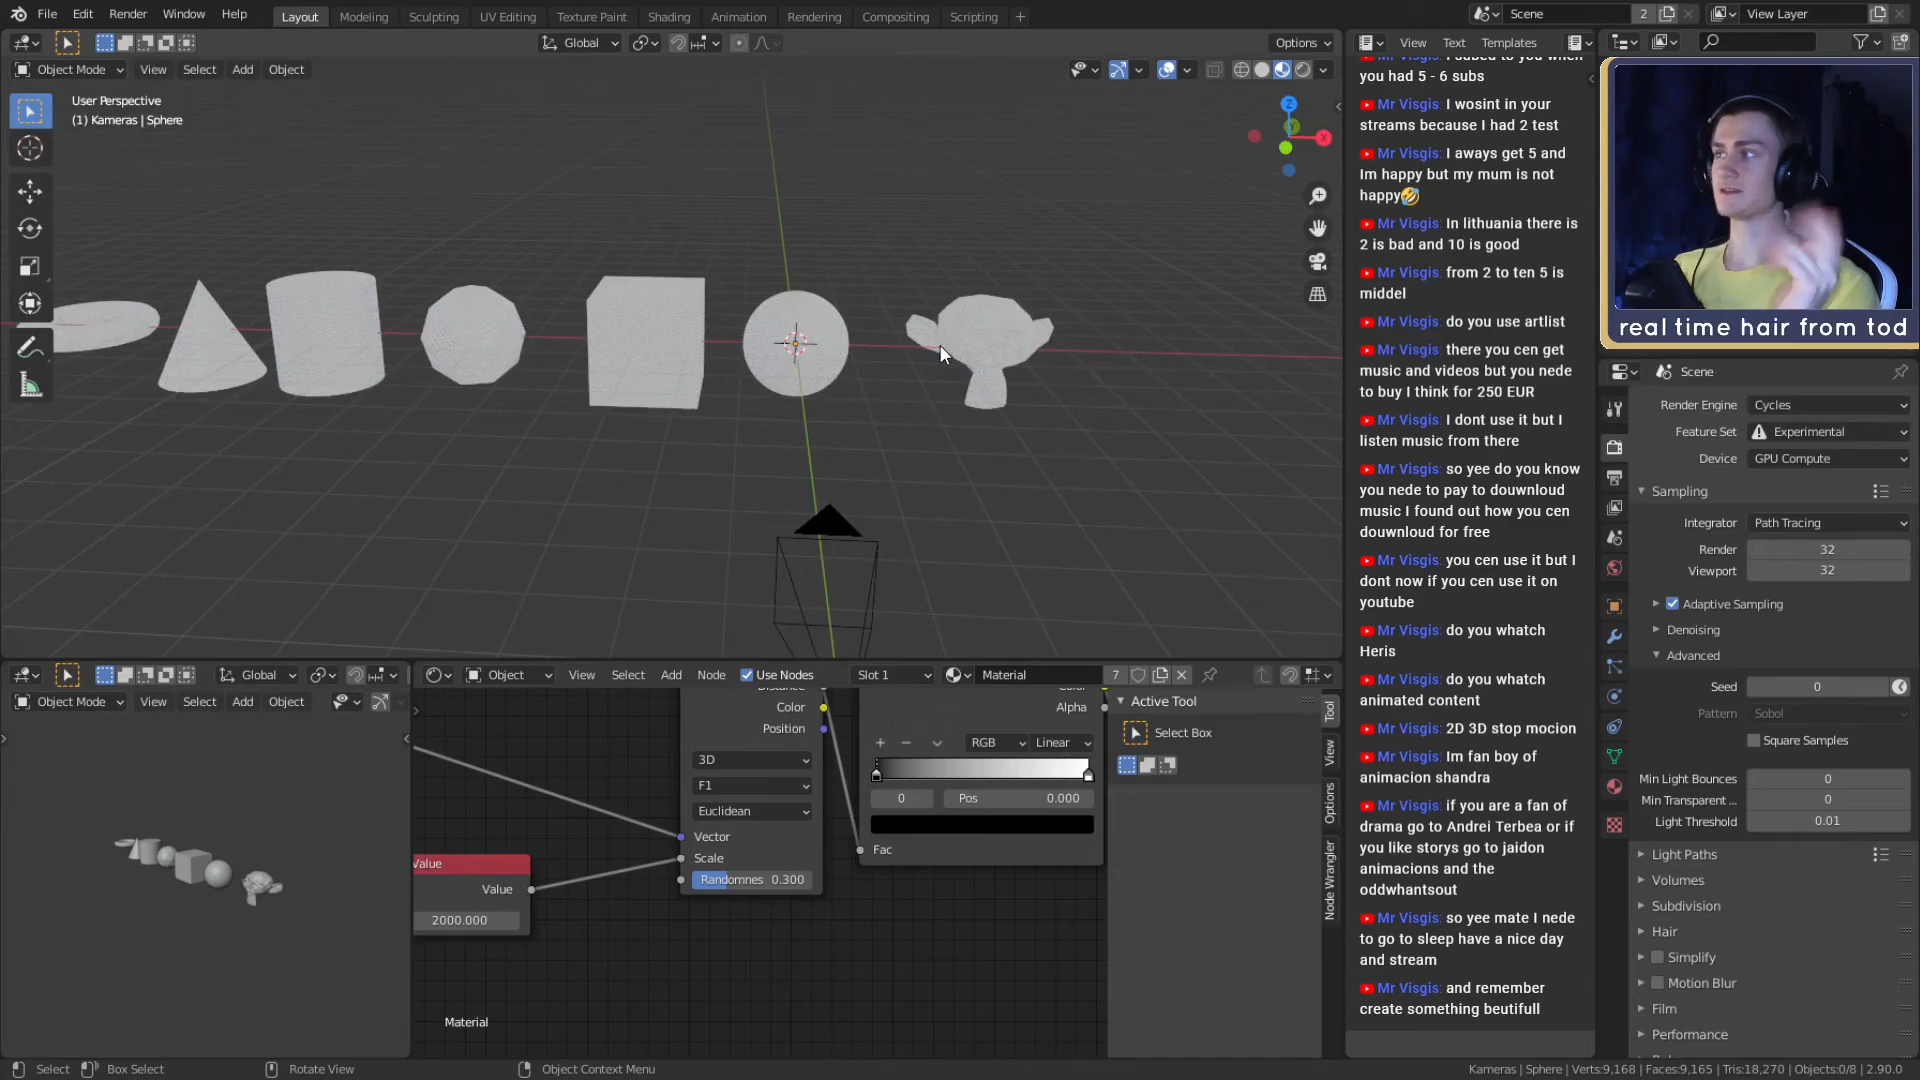 File Edit Render Window Help Layout Modeling Sculpting UV Editing Texture Paint Shading Animation Rendering Compositing Scripting + Scene 2 View Layer
Global Options View Text Templates
Object Mode View Select Add Object
User Perspective
(1) Kameras | Sphere
Z
X
you had 5 - 6 subs
Mr Visgis: I wosint in your
streams because I had 2 test
Mr Visgis: I aways get 5 and
Im happy but my mum is not
happy🤣
Mr Visgis: In lithuania there is
2 is bad and 10 is good
Mr Visgis: from 2 to ten 5 is
middel
Mr Visgis: do you use artlist
Mr Visgis: there you cen get
music and videos but you nede
to buy I think for 250 EUR
Mr Visgis: I dont use it but I
listen music from there
Mr Visgis: so yee do you know
you nede to pay to douwnloud
music I found out how you cen
douwnloud for free
Mr Visgis: you cen use it but I
dont now if you cen use it on
youtube
Mr Visgis: do you whatch
Heris
Mr Visgis: do you whatch
animated content
Mr Visgis: 2D 3D stop mocion
Mr Visgis: Im fan boy of
animacion shandra
Mr Visgis: if you are a fan of
drama go to Andrei Terbea or if
you like storys go to jaidon
animacions and the
oddwhantsout
Mr Visgis: so yee mate I nede
to go to sleep have a nice day
and stream
Mr Visgis: and remember
create something beutifull
real time hair from tod
Scene
Render Engine Cycles
Feature Set Experimental
Device GPU Compute
Sampling
Integrator Path Tracing
Render 32
Viewport 32
Adaptive Sampling
Denoising
Advanced
Seed 0
Pattern Sobol
Square Samples
Min Light Bounces 0
Min Transparent ... 0
Light Threshold 0.01
Light Paths
Volumes
Subdivision
Hair
Simplify
Motion Blur
Film
Performance
Global
Object Mode View Select Add Object
Object View Select Add Node Use Nodes Slot 1 Material 7
Distance
Color
Position
3D
F1
Euclidean
Vector
Scale
Randomnes 0.300
Value
Value
2000.000
Alpha
+ − RGB Linear
0 Pos 0.000
Fac
Material
Active Tool
Select Box
Tool
View
Options
Node Wrangler
Select Box Select Rotate View Object Context Menu Kameras | Sphere | Verts:9,168 | Faces:9,165 | Tris:18,270 | Objects:0/8 | 2.90.0